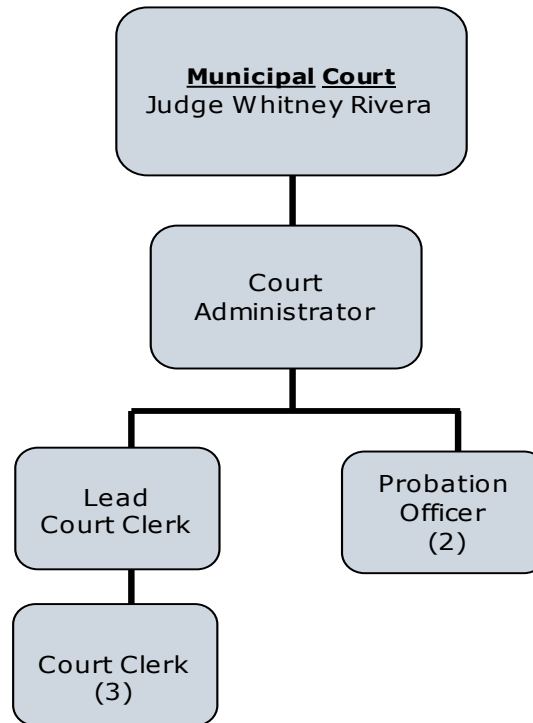 Municipal Court
Judge Whitney Rivera
Court
Administrator
Lead
Court Clerk
Probation
Officer
(2)
Court Clerk
(3)